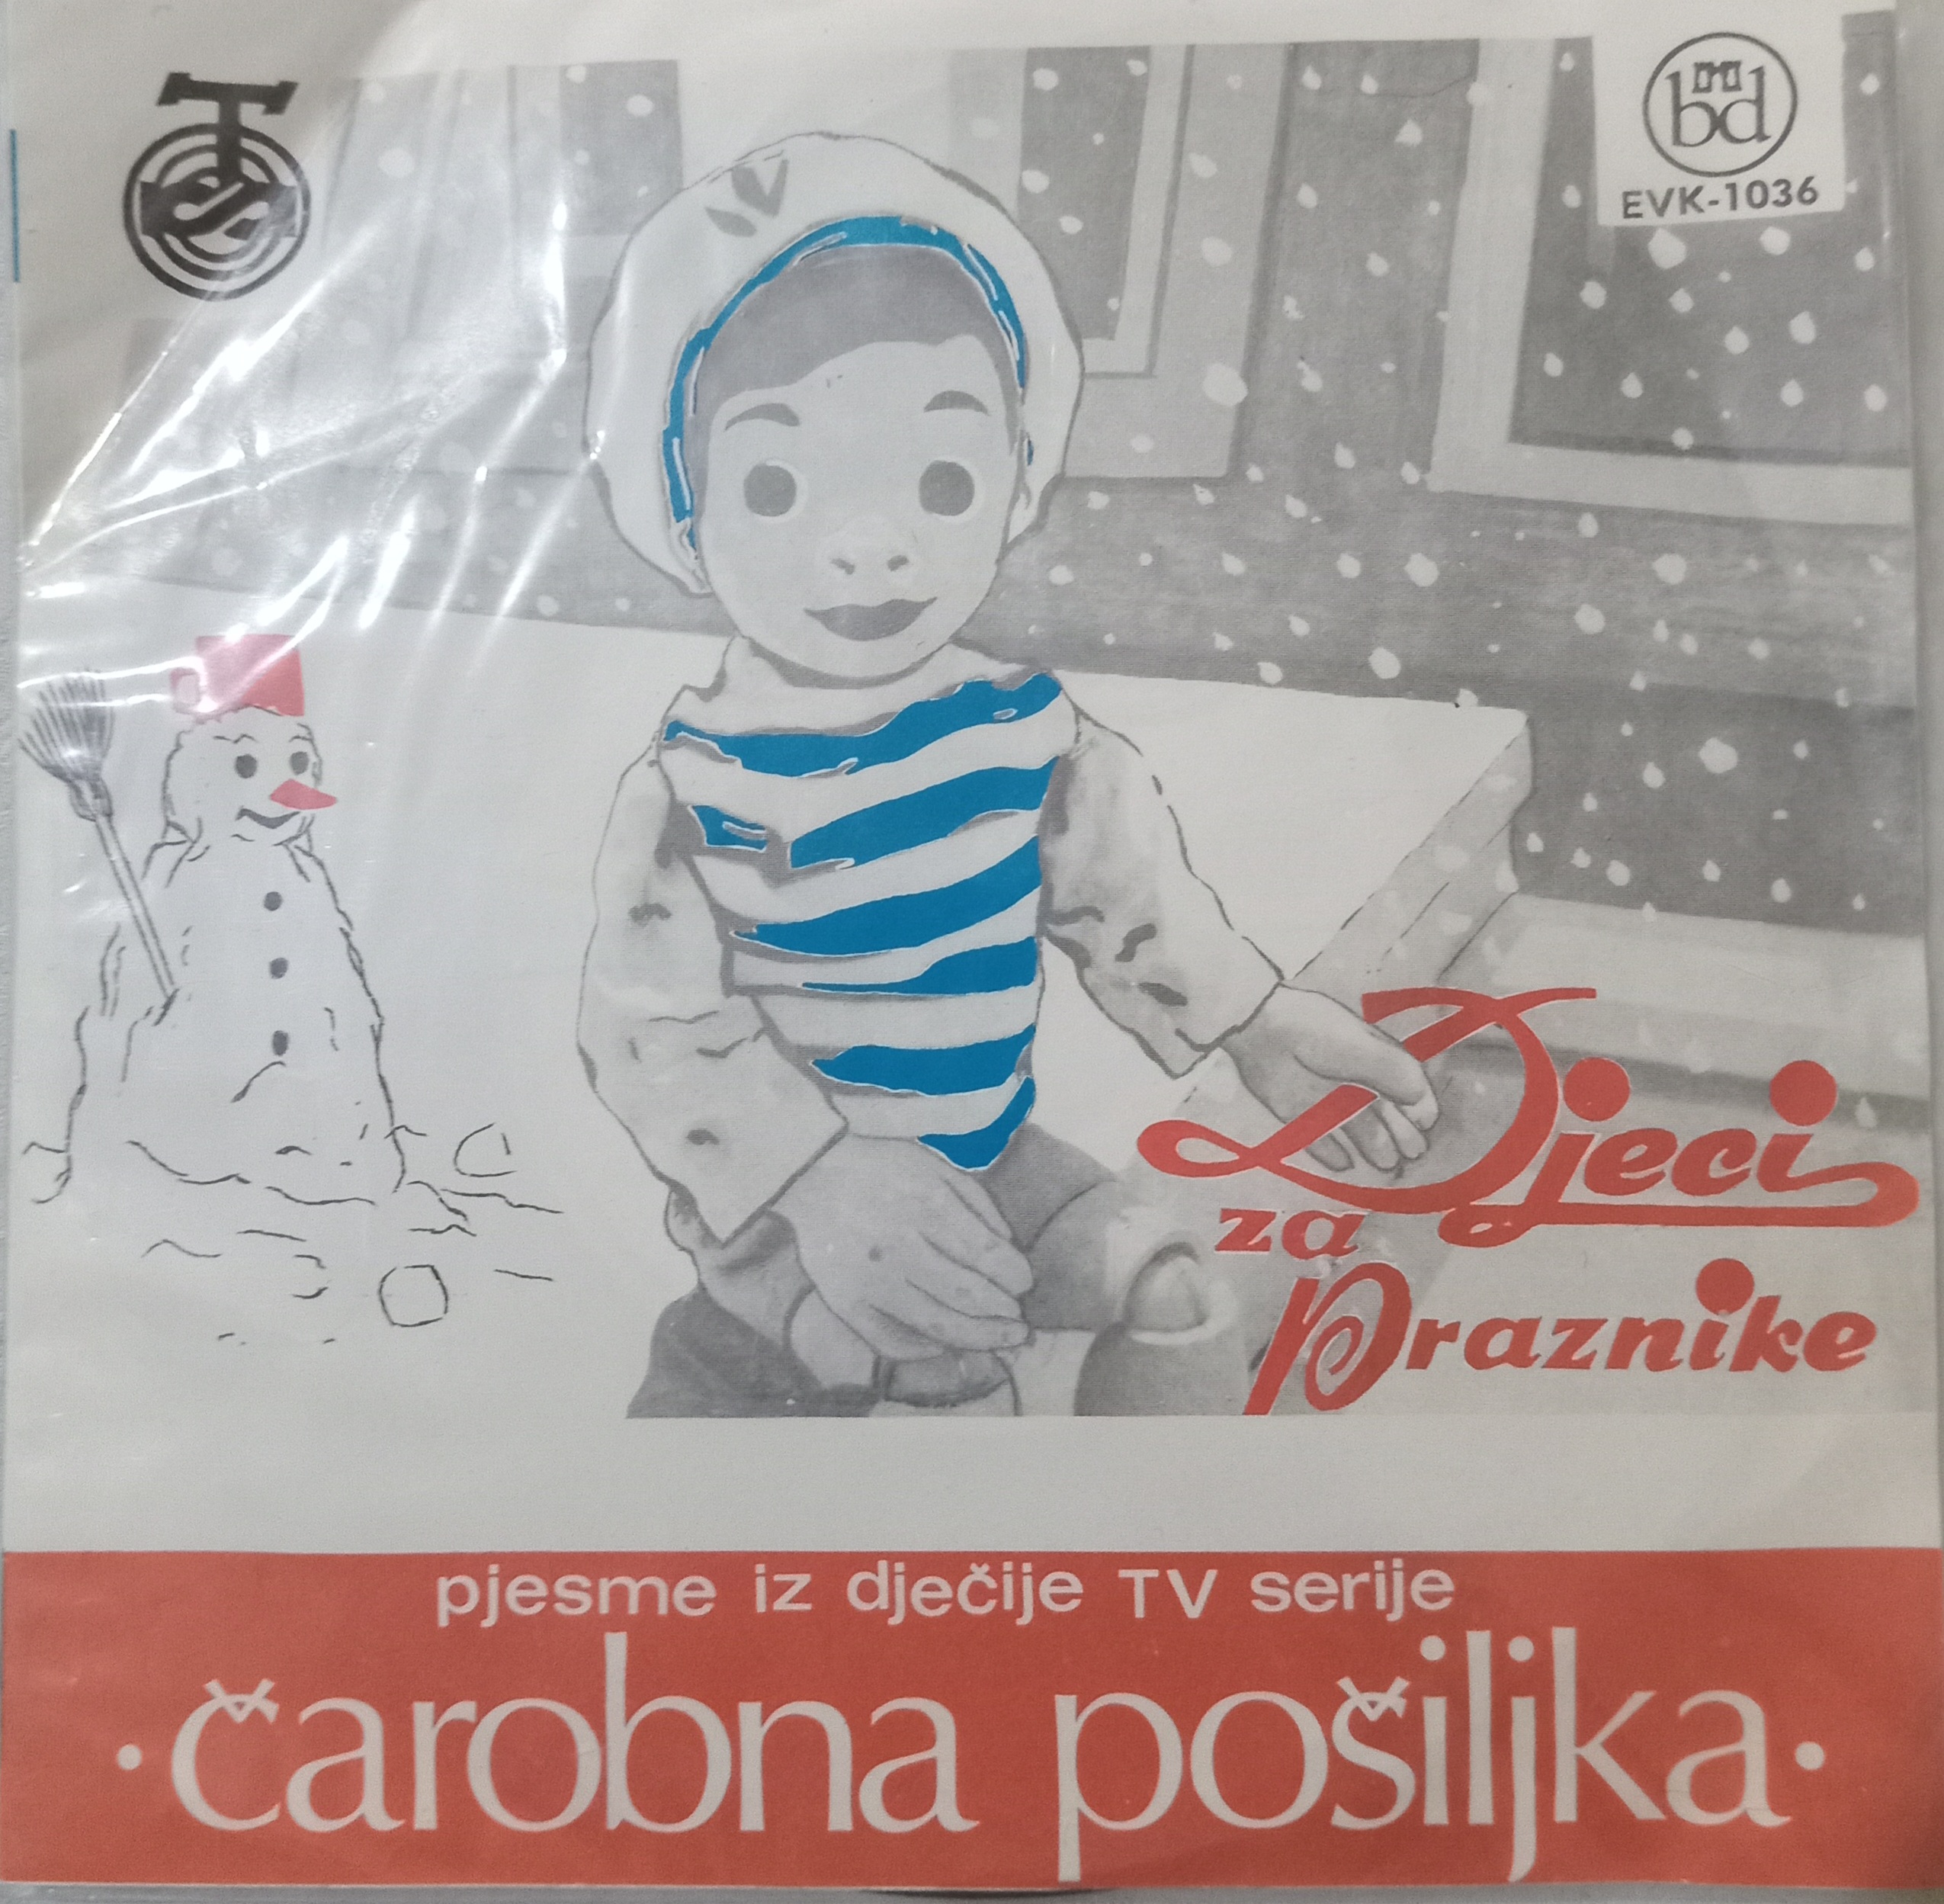 T
bd
EVK-1036
Djeci
za
Praznike
pjesme iz dječije TV serije
· čarobna pošiljka ·